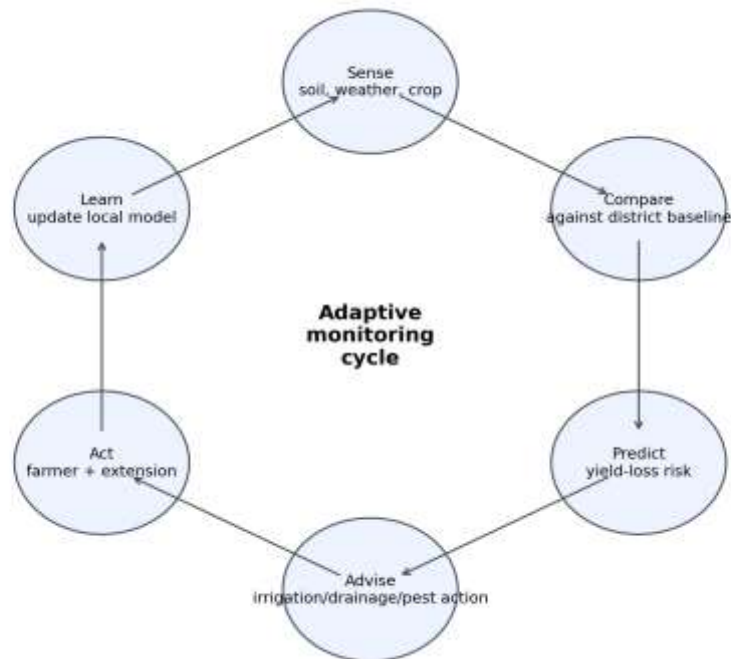 Sense
soil, weather, crop
Compare
against district baseline
Predict
yield-loss risk
Advise
irrigation/drainage/pest action
Act
farmer + extension
Learn
update local model
Adaptive
monitoring
cycle